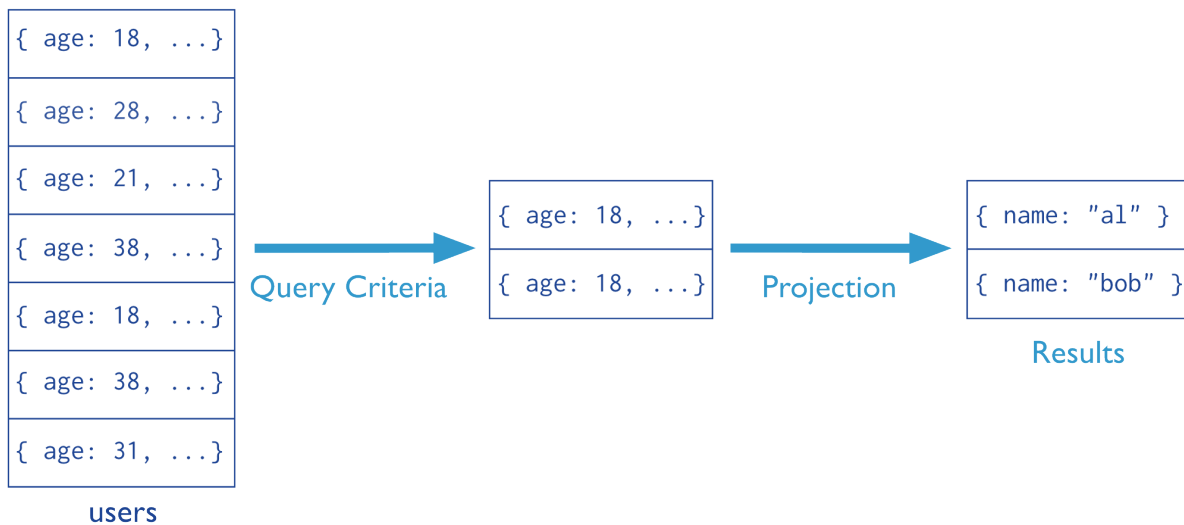 { age: 18, ...}
{ age: 28, ...}
{ age: 21, ...}
{ age: 38, ...}
{ age: 18, ...}
{ age: 38, ...}
{ age: 31, ...}
users
Query Criteria
{ age: 18, ...}
{ age: 18, ...}
Projection
{ name: "al" }
{ name: "bob" }
Results